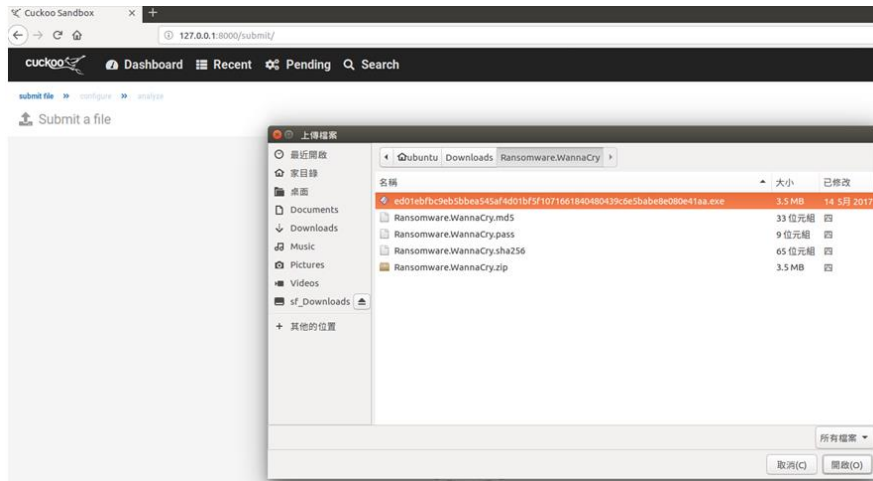 Cuckoo Sandbox × +
127.0.0.1:8000/submit/
cuckoo Dashboard Recent Pending Search
submit file » configure » analyze
Submit a file
上傳檔案
最近開啟
家目錄
桌面
Documents
Downloads
Music
Pictures
Videos
sf_Downloads
+ 其他的位置
ubuntu Downloads Ransomware.WannaCry
名稱 大小 已修改
ed01ebfbc9eb5bbea545af4d01bf5f1071661840480439c6e5babe8e080e41aa.exe 3.5 MB 14 5月 2017
Ransomware.WannaCry.md5 33 位元組 四
Ransomware.WannaCry.pass 9 位元組 四
Ransomware.WannaCry.sha256 65 位元組 四
Ransomware.WannaCry.zip 3.5 MB 四
所有檔案
取消(C) 開啟(O)